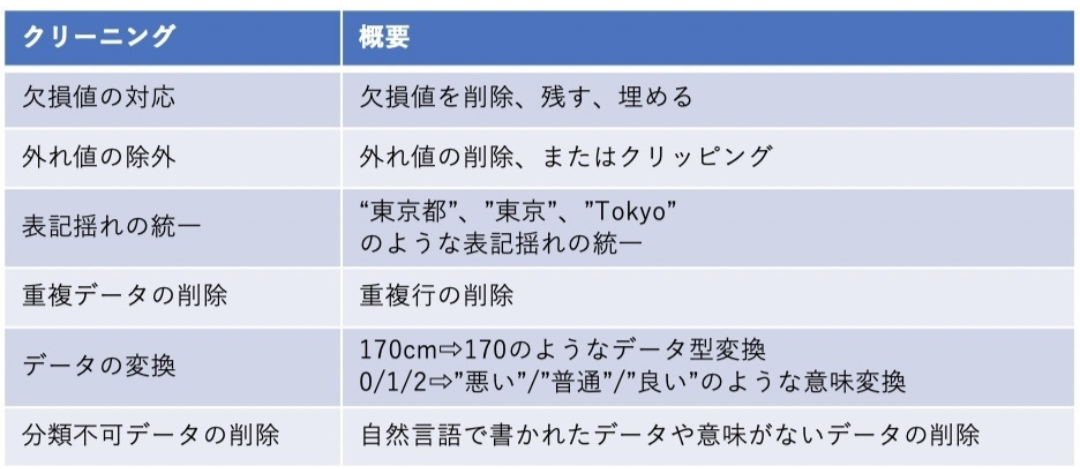 クリーニング 概要
欠損値の対応 欠損値を削除、残す、埋める
外れ値の除外 外れ値の削除、またはクリッピング
表記揺れの統一 “東京都”、”東京”、”Tokyo”
のような表記揺れの統一
重複データの削除 重複行の削除
データの変換 170cm⇨170のようなデータ型変換
0/1/2⇨”悪い”/”普通”/”良い”のような意味変換
分類不可データの削除 自然言語で書かれたデータや意味がないデータの削除